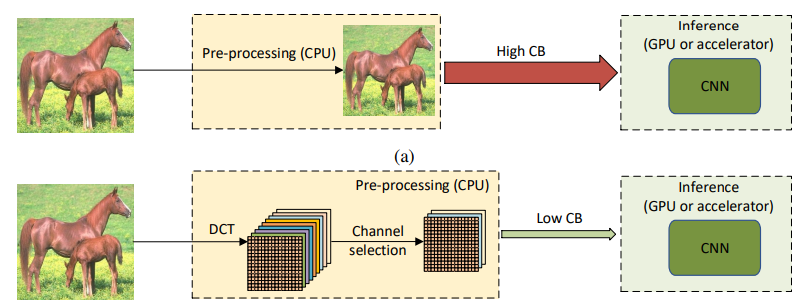 Pre-processing (CPU)
High CB
Inference
(GPU or accelerator)
CNN
(a)
Pre-processing (CPU)
DCT
Channel
selection
Low CB
Inference
(GPU or accelerator)
CNN